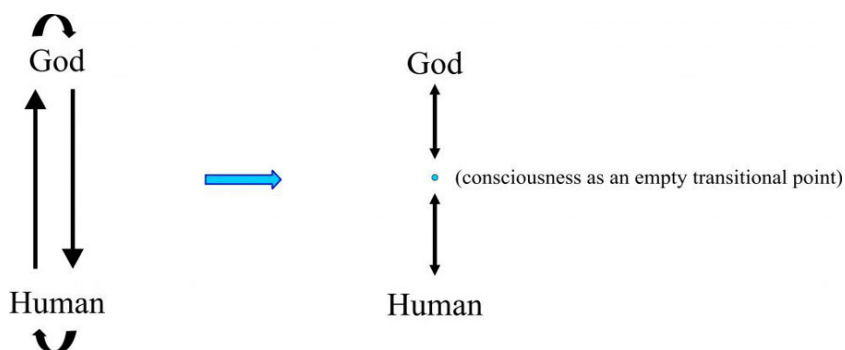 God
Human
God
(consciousness as an empty transitional point)
Human